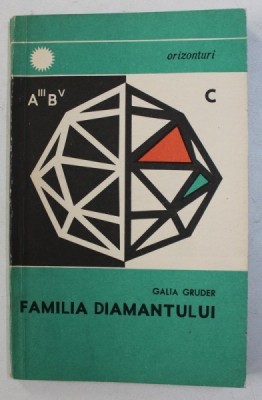 orizonturi
A^III B^V C
GALIA GRUDER
FAMILIA DIAMANTULUI